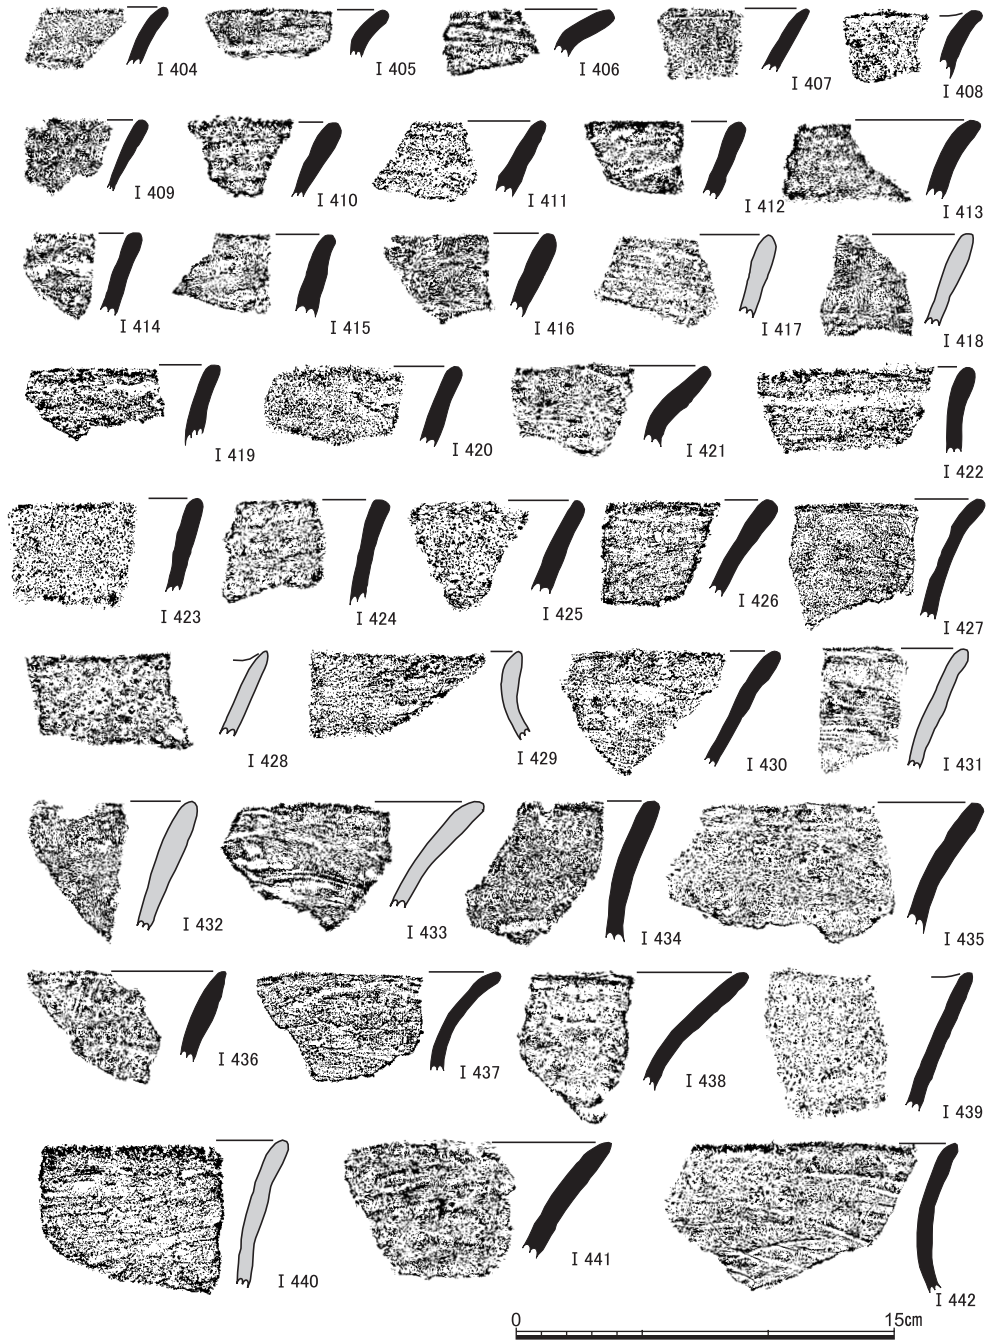 I 404
I 405
I 406
I 407
I 408
I 409
I 410
I 411
I 412
I 413
I 414
I 415
I 416
I 417
I 418
I 419
I 420
I 421
I 422
I 423
I 424
I 425
I 426
I 427
I 428
I 429
I 430
I 431
I 432
I 433
I 434
I 435
I 436
I 437
I 438
I 439
I 440
I 441
I 442
0 15cm